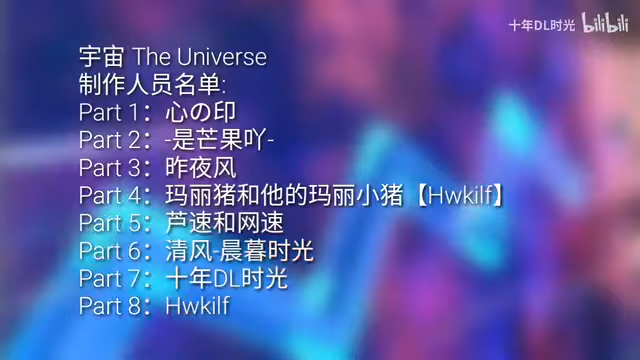 十年DL时光 bilibili
宇宙 The Universe
制作人员名单:
Part 1：心の印
Part 2：-是芒果吖-
Part 3：昨夜风
Part 4：玛丽猪和他的玛丽小猪【Hwkilf】
Part 5：芦速和网速
Part 6：清风-晨暮时光
Part 7：十年DL时光
Part 8：Hwkilf